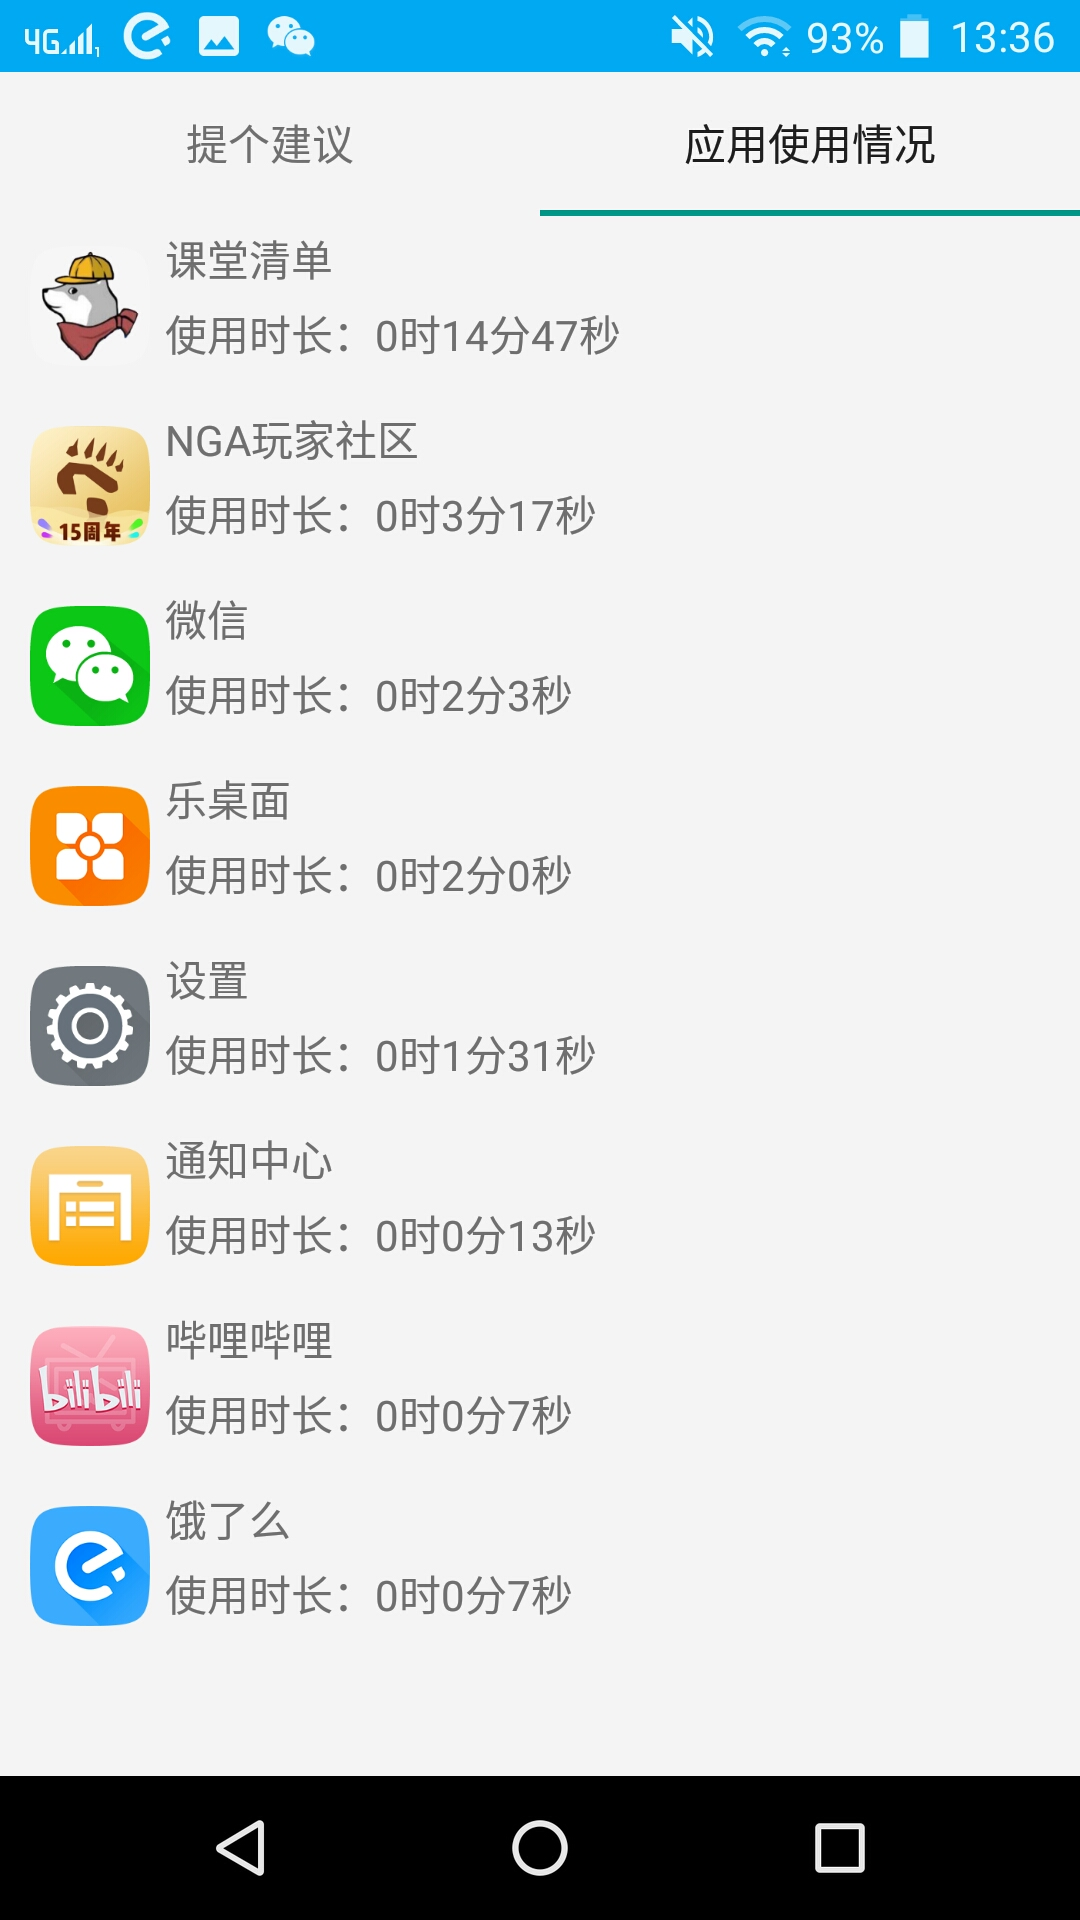 4G 1 93% 13:36
提个建议 应用使用情况
课堂清单
使用时长：0时14分47秒
NGA玩家社区
使用时长：0时3分17秒
15周年
微信
使用时长：0时2分3秒
乐桌面
使用时长：0时2分0秒
设置
使用时长：0时1分31秒
通知中心
使用时长：0时0分13秒
哔哩哔哩
使用时长：0时0分7秒
bilibili
饿了么
使用时长：0时0分7秒